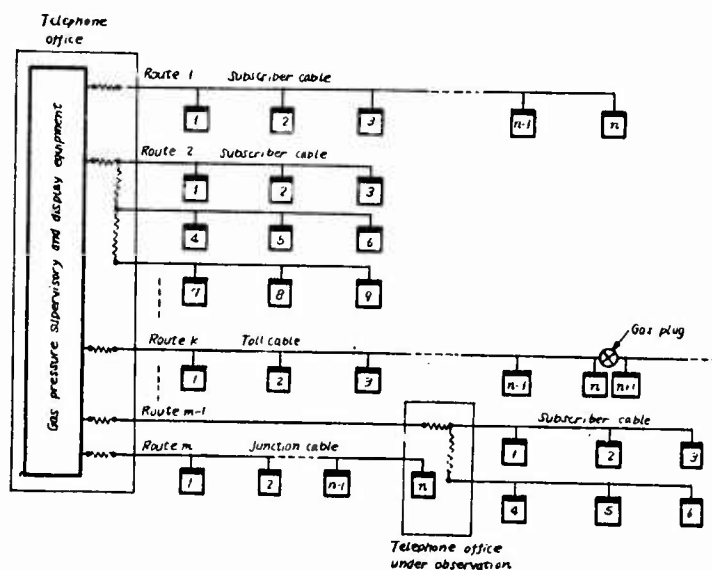 Telephone
office
Gas pressure supervisory and display equipment
Route 1 Subscriber cable
1 2 3 n-1 n
Route 2 Subscriber cable
1 2 3
4 5 6
7 8 9
Route k Toll cable
Gas plug
1 2 3 n-1 n n+1
Route m-1
Subscriber cable
1 2 3
Route m Junction cable
1 2 n-1 n
4 5 6
Telephone office
under observation